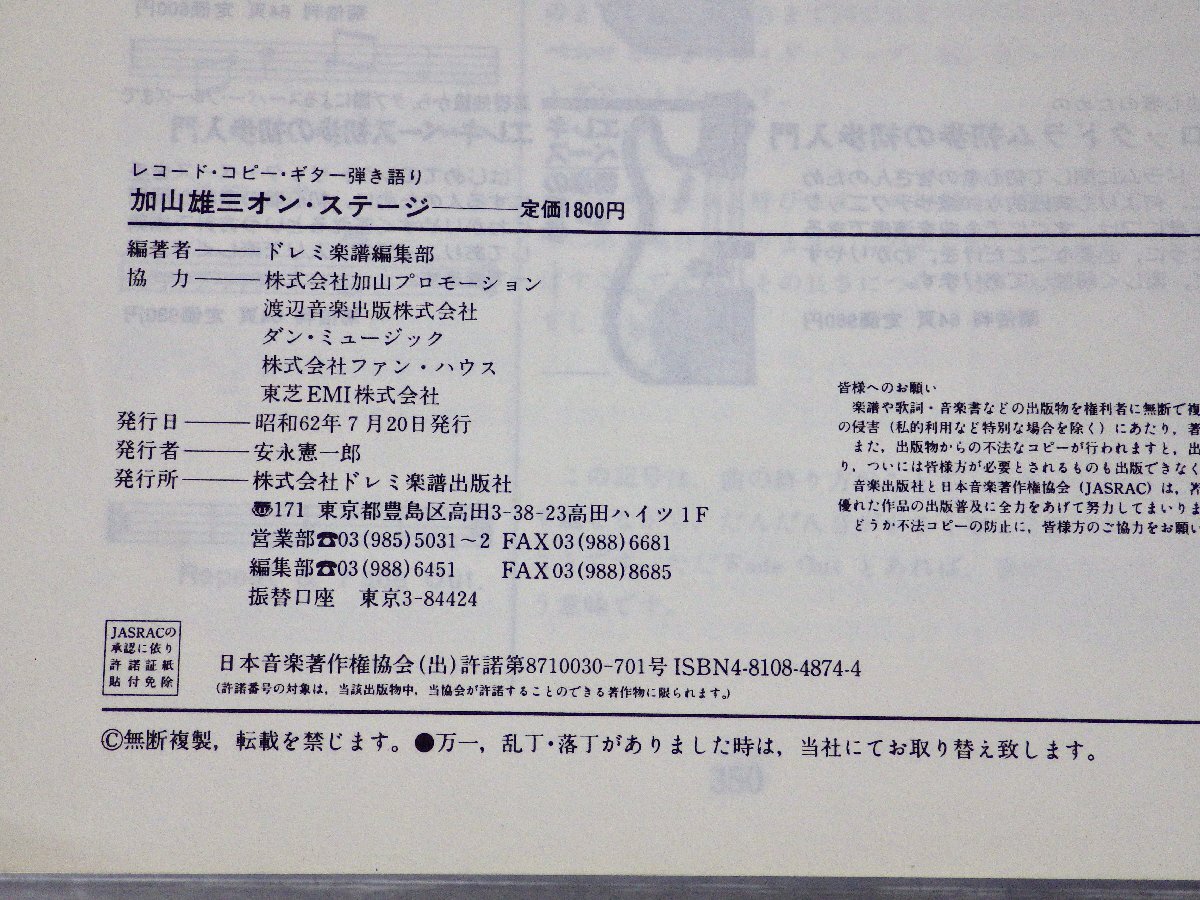 レコード・コピー・ギター弾き語り
加山雄三オン・ステージ———定価1800円
編著者———ドレミ楽譜編集部
協 力———株式会社加山プロモーション
渡辺音楽出版株式会社
ダン・ミュージック
株式会社ファン・ハウス
東芝EMI株式会社
発行日———昭和62年7月20日発行
発行者———安永憲一郎
発行所———株式会社ドレミ楽譜出版社
〠171 東京都豊島区高田3-38-23高田ハイツ1F
営業部☎03(985)5031〜2 FAX03(988)6681
編集部☎03(988)6451 FAX03(988)8685
振替口座 東京3-84424
皆様へのお願い
楽譜や歌詞・音楽書などの出版物を権利者に無断で複
の侵害(私的利用など特別な場合を除く)にあたり,著
また,出版物からの不法なコピーが行われますと,出
り,ついには皆様方が必要とされるものも出版できなく
音楽出版社と日本音楽著作権協会(JASRAC)は,著
優れた作品の出版普及に全力をあげて努力してまいりま
どうか不法コピーの防止に,皆様方のご協力をお願い
JASRACの
承認に依り
許諾証紙
貼付免除
日本音楽著作権協会(出)許諾第8710030-701号 ISBN4-8108-4874-4
(許諾番号の対象は,当該出版物中,当協会が許諾することのできる著作物に限られます。)
©無断複製,転載を禁じます。●万一,乱丁・落丁がありました時は,当社にてお取り替え致します。